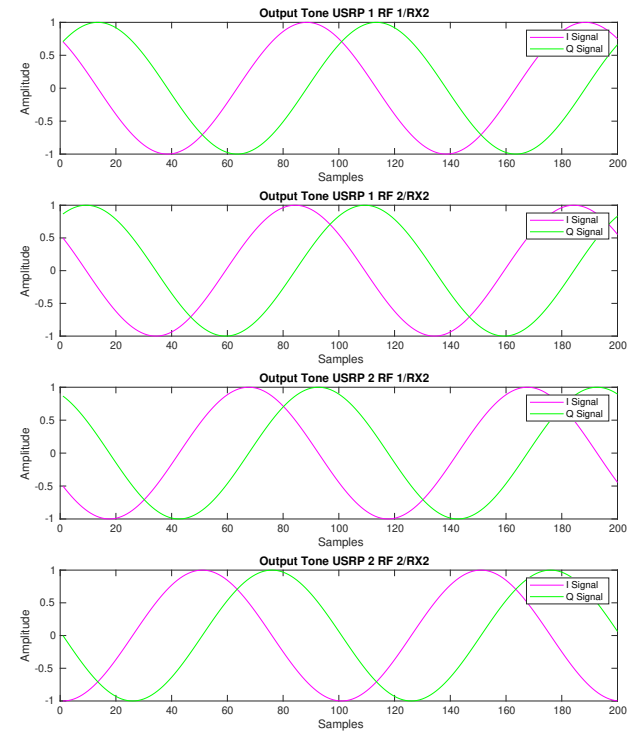 Output Tone USRP 1 RF 1/RX2
1
0.5
0
-0.5
-1
Amplitude
I Signal
Q Signal
0 20 40 60 80 100 120 140 160 180 200
Samples
Output Tone USRP 1 RF 2/RX2
1
0.5
0
-0.5
-1
Amplitude
I Signal
Q Signal
0 20 40 60 80 100 120 140 160 180 200
Samples
Output Tone USRP 2 RF 1/RX2
1
0.5
0
-0.5
-1
Amplitude
I Signal
Q Signal
0 20 40 60 80 100 120 140 160 180 200
Samples
Output Tone USRP 2 RF 2/RX2
1
0.5
0
-0.5
-1
Amplitude
I Signal
Q Signal
0 20 40 60 80 100 120 140 160 180 200
Samples